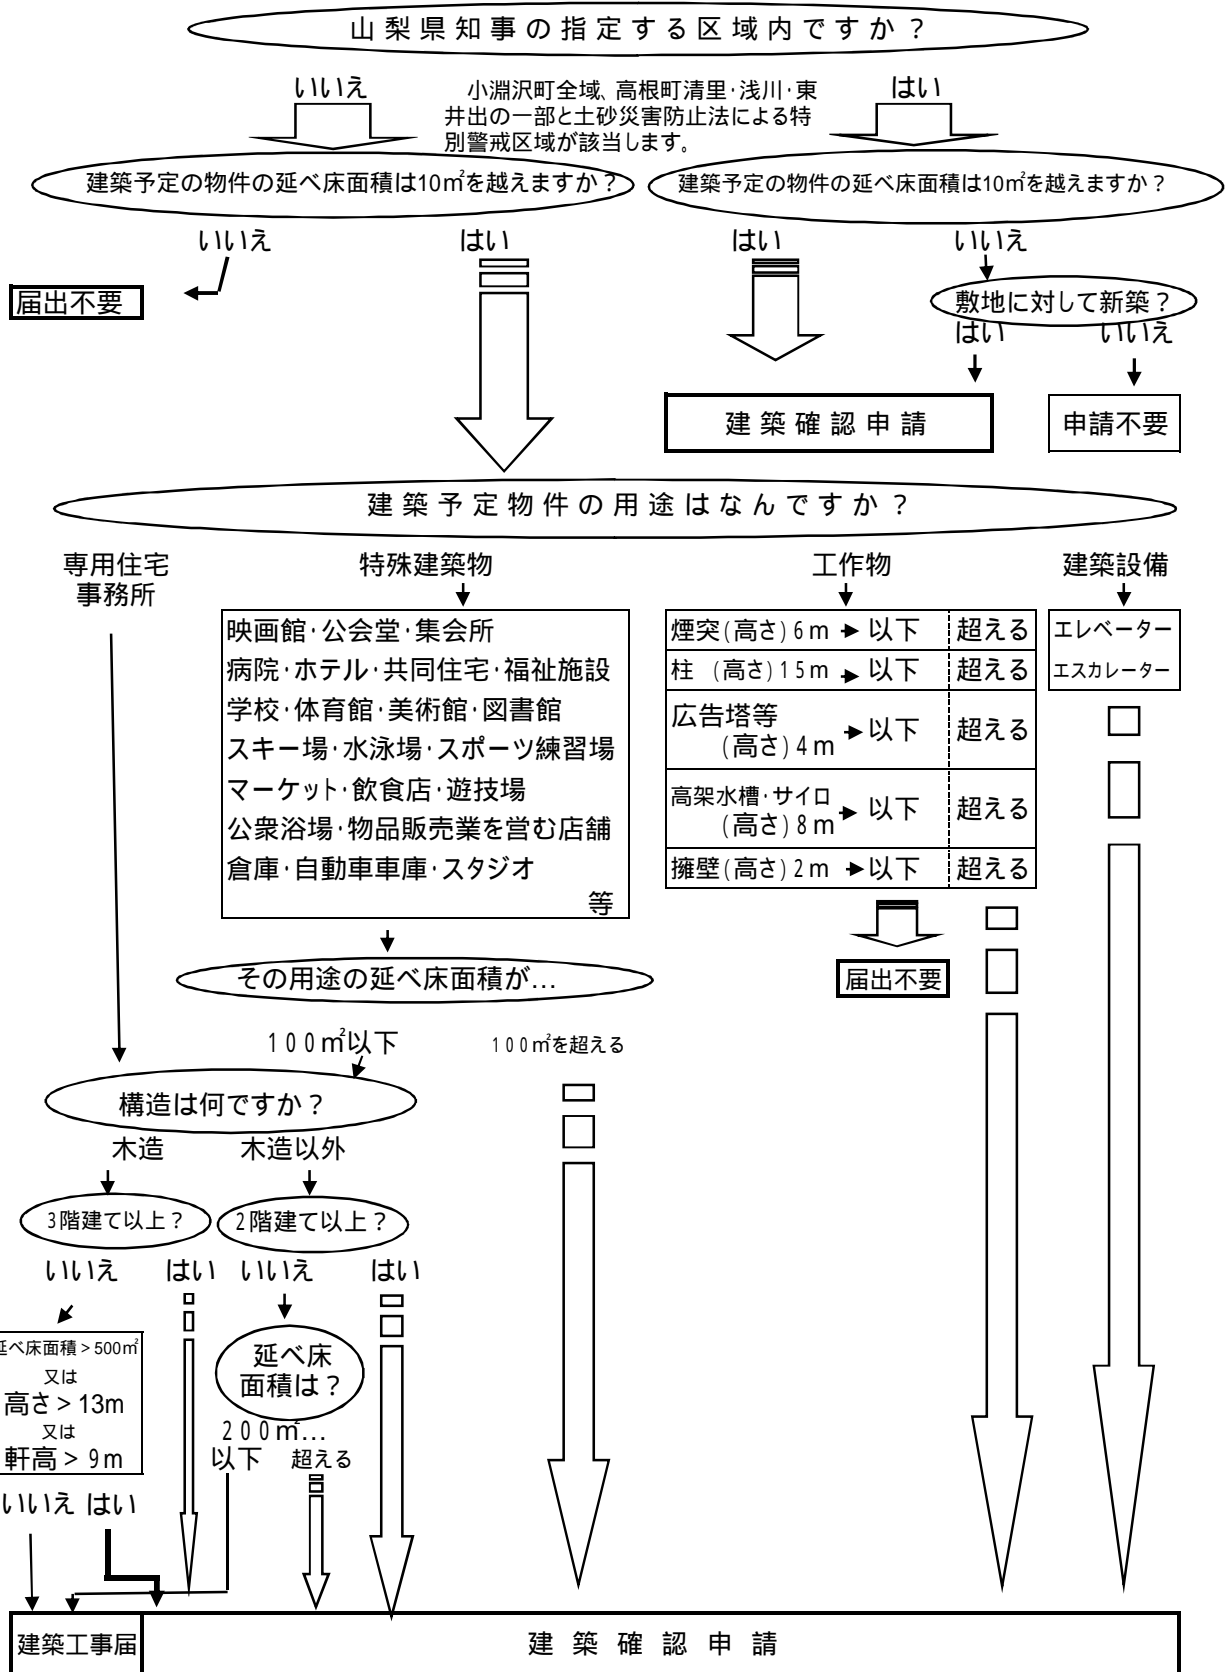 山梨県知事の指定する区域内ですか？
いいえ
小淵沢町全域、高根町清里･浅川･東
井出の一部と土砂災害防止法による特
別警戒区域が該当します。
はい
建築予定の物件の延べ床面積は10㎡を越えますか？
建築予定の物件の延べ床面積は10㎡を越えますか？
いいえ
はい
はい
いいえ
届出不要
敷地に対して新築？
はい
いいえ
建築確認申請
申請不要
建築予定物件の用途はなんですか？
専用住宅
事務所
特殊建築物
工作物
建築設備
映画館･公会堂･集会所
病院･ホテル･共同住宅･福祉施設
学校･体育館･美術館･図書館
スキー場･水泳場･スポーツ練習場
マーケット･飲食店･遊技場
公衆浴場･物品販売業を営む店舗
倉庫･自動車車庫･スタジオ
等
煙突(高さ)6m 以下 超える
柱 (高さ)15m 以下 超える
広告塔等
(高さ)4m 以下 超える
高架水槽･サイロ
(高さ)8m 以下 超える
擁壁(高さ)2m 以下 超える
エレベーター
エスカレーター
届出不要
その用途の延べ床面積が…
100㎡以下
100㎡を超える
構造は何ですか？
木造
木造以外
3階建て以上？
2階建て以上？
いいえ
はい
いいえ
はい
延べ床面積>500㎡
又は
高さ>13m
又は
軒高>9m
延べ床
面積は？
200㎡…
以下
超える
いいえ
はい
建築工事届
建築確認申請